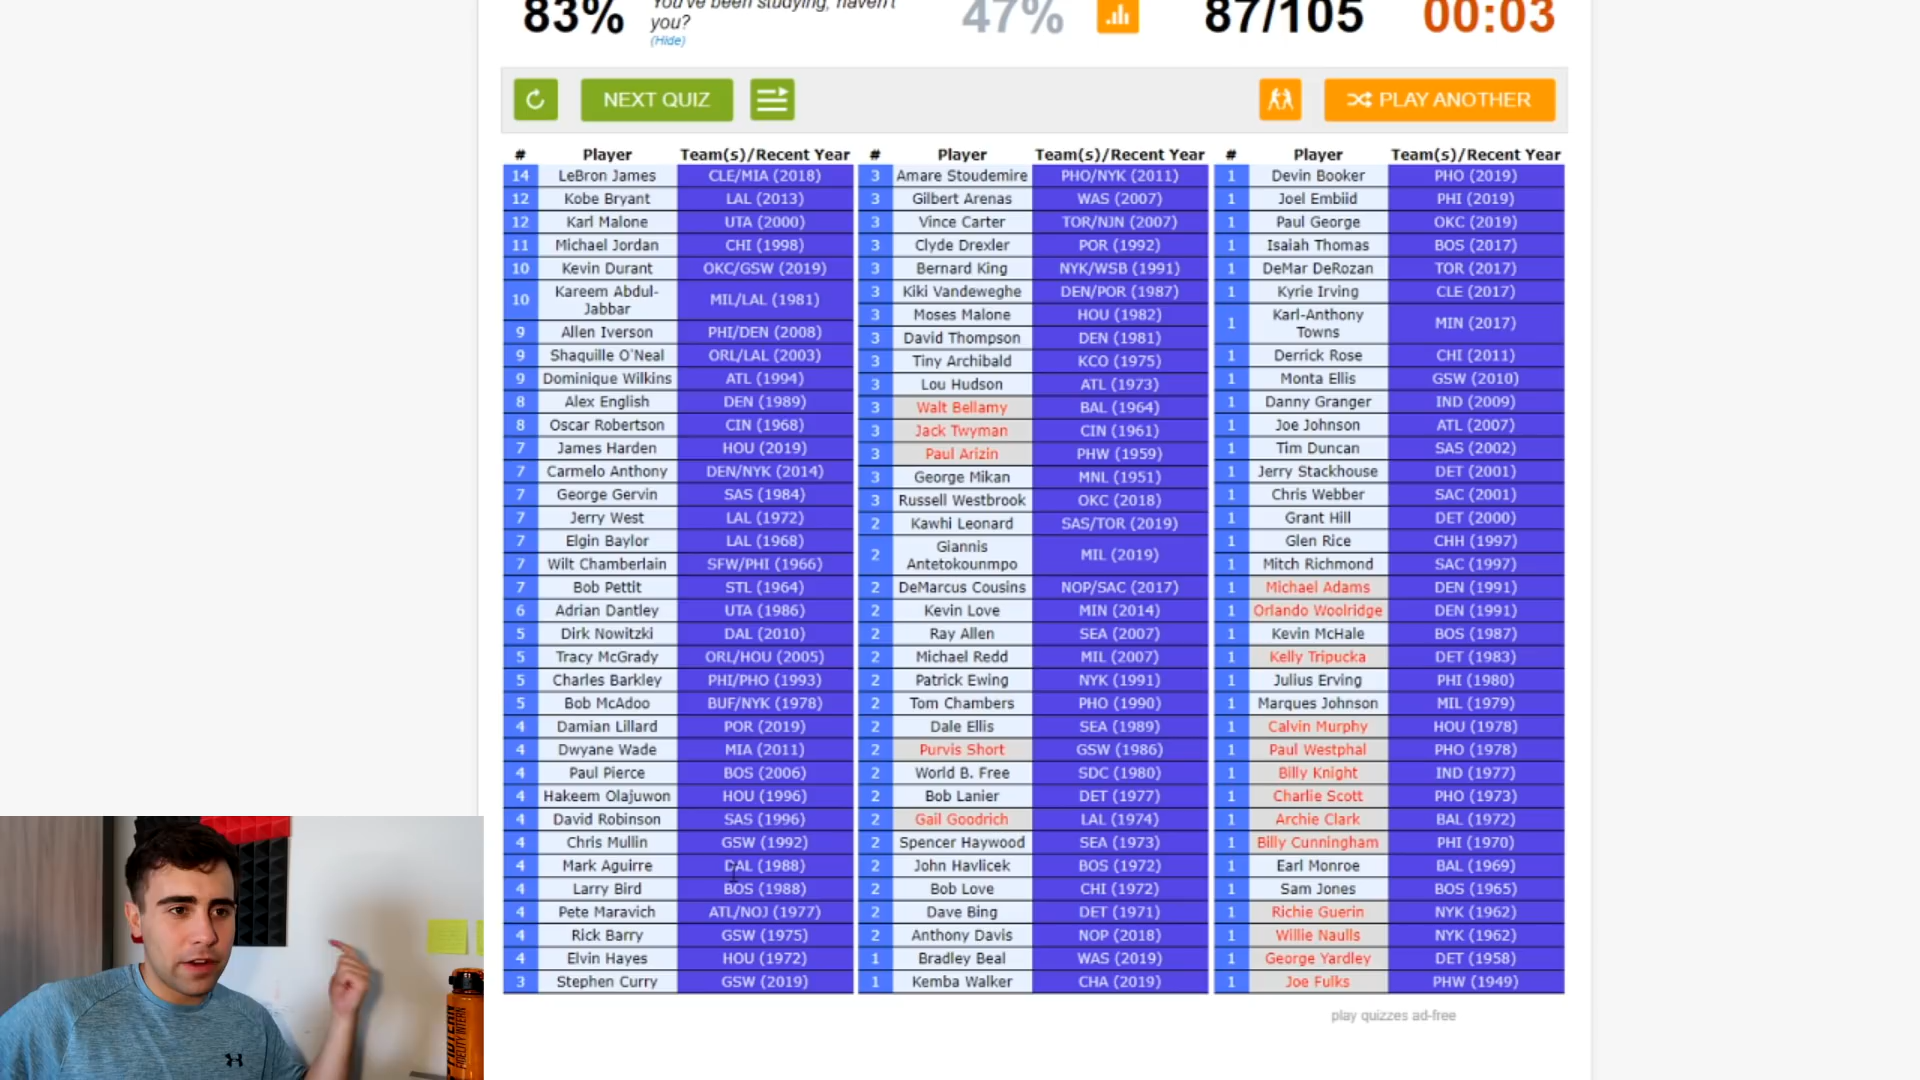 83%
You've been studying, haven't
you?
(Hide)
47%
87/105
00:03
NEXT QUIZ
PLAY ANOTHER
# Player Team(s)/Recent Year # Player Team(s)/Recent Year # Player Team(s)/Recent Year
14 LeBron James CLE/MIA (2018)
12 Kobe Bryant LAL (2013)
12 Karl Malone UTA (2000)
11 Michael Jordan CHI (1998)
10 Kevin Durant OKC/GSW (2019)
10 Kareem Abul-
Jabbar MIL/LAL (1981)
9 Allen Iverson PHI/DEN (2008)
9 Shaquille O'Neal ORL/LAL (2003)
9 Dominique Wilkins ATL (1994)
8 Alex English DEN (1989)
8 Oscar Robertson CIN (1968)
7 James Harden HOU (2019)
7 Carmelo Anthony DEN/NYK (2014)
7 George Gervin SAS (1984)
7 Jerry West LAL (1972)
7 Elgin Baylor LAL (1968)
7 Wilt Chamberlain SFW/PHI (1966)
7 Bob Pettit STL (1964)
6 Adrian Dantley UTA (1986)
5 Dirk Nowitzki DAL (2010)
5 Tracy McGrady ORL/HOU (2005)
5 Charles Barkley PHI/PHO (1993)
5 Bob McAdoo BUF/NYK (1978)
4 Damian Lillard POR (2019)
4 Dwyane Wade MIA (2011)
4 Paul Pierce BOS (2006)
4 Hakeem Olajuwon HOU (1996)
4 David Robinson SAS (1996)
4 Chris Mullin GSW (1992)
4 Mark Aguirre DAL (1988)
4 Larry Bird BOS (1988)
4 Pete Maravich ATL/NOJ (1977)
4 Rick Barry GSW (1975)
4 Elvin Hayes HOU (1972)
3 Stephen Curry GSW (2019)
3 Amare Stoudemire PHO/NYK (2011)
3 Gilbert Arenas WAS (2007)
3 Vince Carter TOR/NJN (2007)
3 Clyde Drexler POR (1992)
3 Bernard King NYK/WSB (1991)
3 Kiki Vandeweghe DEN/POR (1987)
3 Moses Malone HOU (1982)
3 David Thompson DEN (1981)
3 Tiny Archibald KCO (1975)
3 Lou Hudson ATL (1973)
3 Walt Bellamy BAL (1964)
3 Jack Twyman CIN (1961)
3 Paul Arizin PHW (1959)
3 George Mikan MNL (1951)
3 Russell Westbrook OKC (2018)
2 Kawhi Leonard SAS/TOR (2019)
2 Giannis
Antetokounmpo MIL (2019)
2 DeMarcus Cousins NOP/SAC (2017)
2 Kevin Love MIN (2014)
2 Ray Allen SEA (2007)
2 Michael Redd MIL (2007)
2 Patrick Ewing NYK (1991)
2 Tom Chambers PHO (1990)
2 Dale Ellis SEA (1989)
2 Purvis Short GSW (1986)
2 World B. Free SDC (1980)
2 Bob Lanier DET (1977)
2 Gail Goodrich LAL (1974)
2 Spencer Haywood SEA (1973)
2 John Havlicek BOS (1972)
2 Bob Love CHI (1972)
2 Dave Bing DET (1971)
2 Anthony Davis NOP (2018)
1 Bradley Beal WAS (2019)
1 Kemba Walker CHA (2019)
1 Devin Booker PHO (2019)
1 Joel Embiid PHI (2019)
1 Paul George OKC (2019)
1 Isaiah Thomas BOS (2017)
1 DeMar DeRozan TOR (2017)
1 Kyrie Irving CLE (2017)
1 Karl-Anthony
Towns MIN (2017)
1 Derrick Rose CHI (2011)
1 Monta Ellis GSW (2010)
1 Danny Granger IND (2009)
1 Joe Johnson ATL (2007)
1 Tim Duncan SAS (2002)
1 Jerry Stackhouse DET (2001)
1 Chris Webber SAC (2001)
1 Grant Hill DET (2000)
1 Glen Rice CHH (1997)
1 Mitch Richmond SAC (1997)
1 Michael Adams DEN (1991)
1 Orlando Woolridge DEN (1991)
1 Kevin McHale BOS (1987)
1 Kelly Tripucka DET (1983)
1 Julius Erving PHI (1980)
1 Marques Johnson MIL (1979)
1 Calvin Murphy HOU (1978)
1 Paul Westphal PHO (1978)
1 Billy Knight IND (1977)
1 Charlie Scott PHO (1973)
1 Archie Clark BAL (1972)
1 Billy Cunningham PHI (1970)
1 Earl Monroe BAL (1969)
1 Sam Jones BOS (1965)
1 Richie Guerin NYK (1962)
1 Willie Naulls NYK (1962)
1 George Yardley DET (1958)
1 Joe Fulks PHW (1949)
play quizzes ad-free